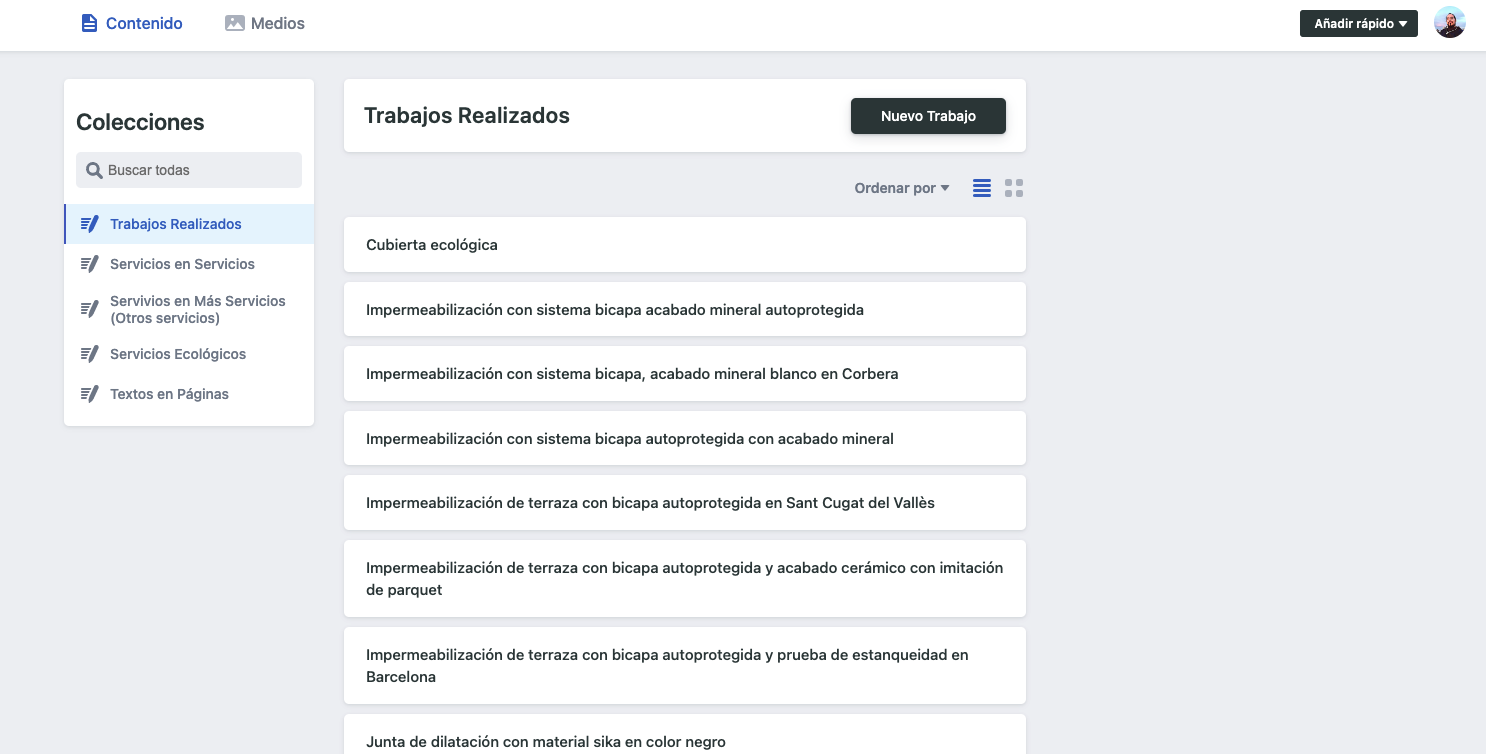 Contenido
Medios
Añadir rápido
Colecciones
Buscar todas
Trabajos Realizados
Servicios en Servicios
Servivios en Más Servicios
(Otros servicios)
Servicios Ecológicos
Textos en Páginas
Trabajos Realizados
Nuevo Trabajo
Ordenar por
Cubierta ecológica
Impermeabilización con sistema bicapa acabado mineral autoprotegida
Impermeabilización con sistema bicapa, acabado mineral blanco en Corbera
Impermeabilización con sistema bicapa autoprotegida con acabado mineral
Impermeabilización de terraza con bicapa autoprotegida en Sant Cugat del Vallès
Impermeabilización de terraza con bicapa autoprotegida y acabado cerámico con imitación
de parquet
Impermeabilización de terraza con bicapa autoprotegida y prueba de estanqueidad en
Barcelona
Junta de dilatación con material sika en color negro